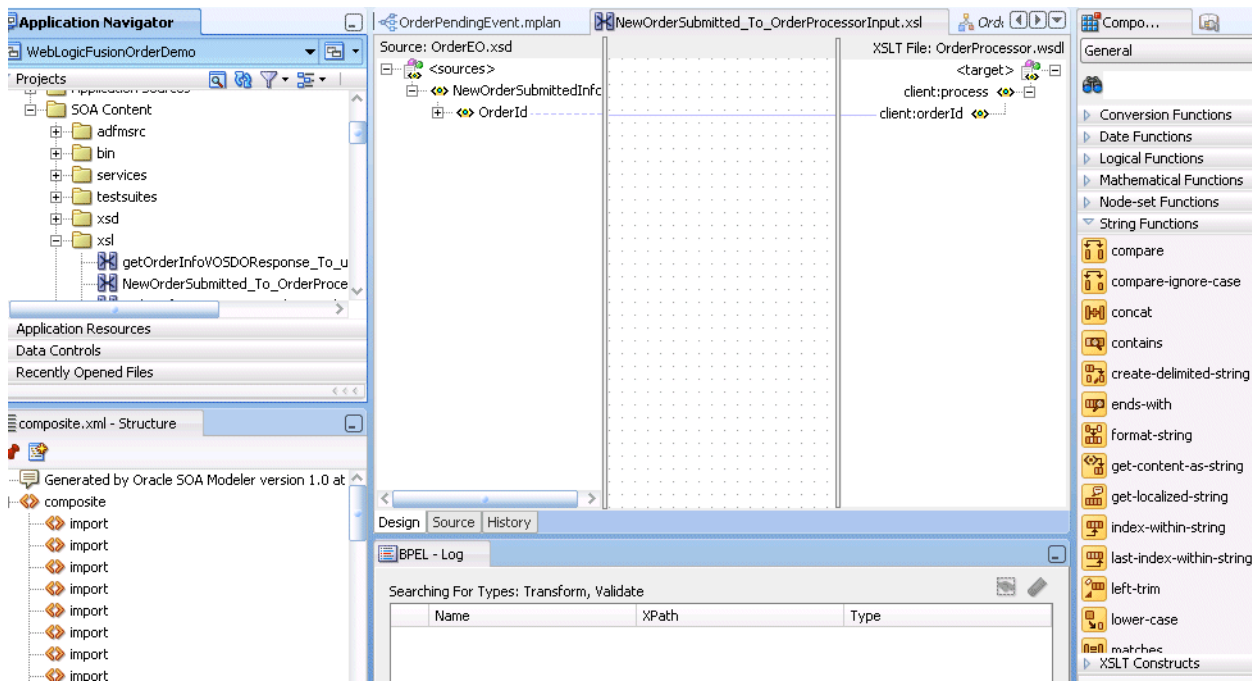 Application Navigator
WebLogicFusionOrderDemo
Projects
Application Sources
SOA Content
adfmsrc
bin
services
testsuites
xsd
xsl
getOrderInfoVOSDOResponse_To_u
NewOrderSubmitted_To_OrderProce
Application Resources
Data Controls
Recently Opened Files
composite.xml - Structure
Generated by Oracle SOA Modeler version 1.0 at
composite
import
import
import
import
import
import
import
import
OrderPendingEvent.mplan
NewOrderSubmitted_To_OrderProcessorInput.xsl
Orde
Source: OrderEO.xsd
XSLT File: OrderProcessor.wsdl
<sources>
<target>
NewOrderSubmittedInfo
client:process
OrderId
client:orderId
Design
Source
History
BPEL - Log
Searching For Types: Transform, Validate
Name
XPath
Type
Compo...
General
Conversion Functions
Date Functions
Logical Functions
Mathematical Functions
Node-set Functions
String Functions
compare
compare-ignore-case
concat
contains
create-delimited-string
ends-with
format-string
get-content-as-string
get-localized-string
index-within-string
last-index-within-string
left-trim
lower-case
matches
XSLT Constructs